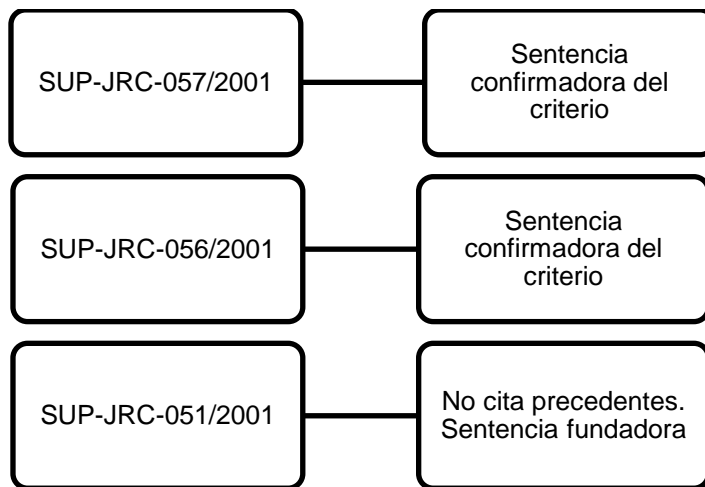 SUP-JRC-057/2001
Sentencia
confirmadora del
criterio
SUP-JRC-056/2001
Sentencia
confirmadora del
criterio
SUP-JRC-051/2001
No cita precedentes.
Sentencia fundadora